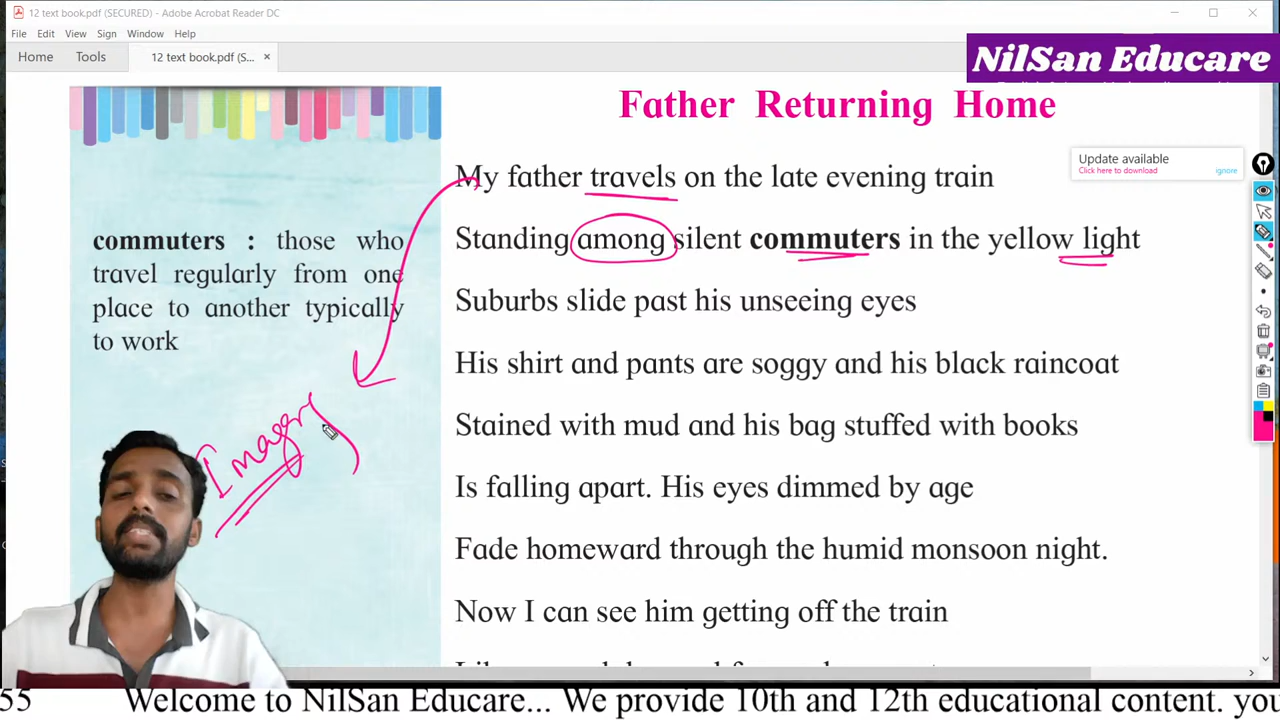 12 text book.pdf (SECURED) - Adobe Acrobat Reader DC
File Edit View Sign Window Help
Home Tools 12 text book.pdf (S... ×
NilSan Educare
Father Returning Home
Update available
Click here to download ignore
My father travels on the late evening train
Standing among silent commuters in the yellow light
Suburbs slide past his unseeing eyes
His shirt and pants are soggy and his black raincoat
Stained with mud and his bag stuffed with books
Is falling apart. His eyes dimmed by age
Fade homeward through the humid monsoon night.
Now I can see him getting off the train
commuters : those who
travel regularly from one
place to another typically
to work
Imagery
55 Welcome to NilSan Educare... We provide 10th and 12th educational content. you